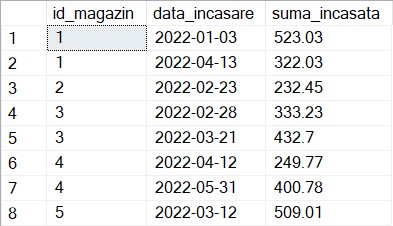 id_magazin data_incasare suma_incasata
1 1 2022-01-03 523.03
2 1 2022-04-13 322.03
3 2 2022-02-23 232.45
4 3 2022-02-28 333.23
5 3 2022-03-21 432.7
6 4 2022-04-12 249.77
7 4 2022-05-31 400.78
8 5 2022-03-12 509.01